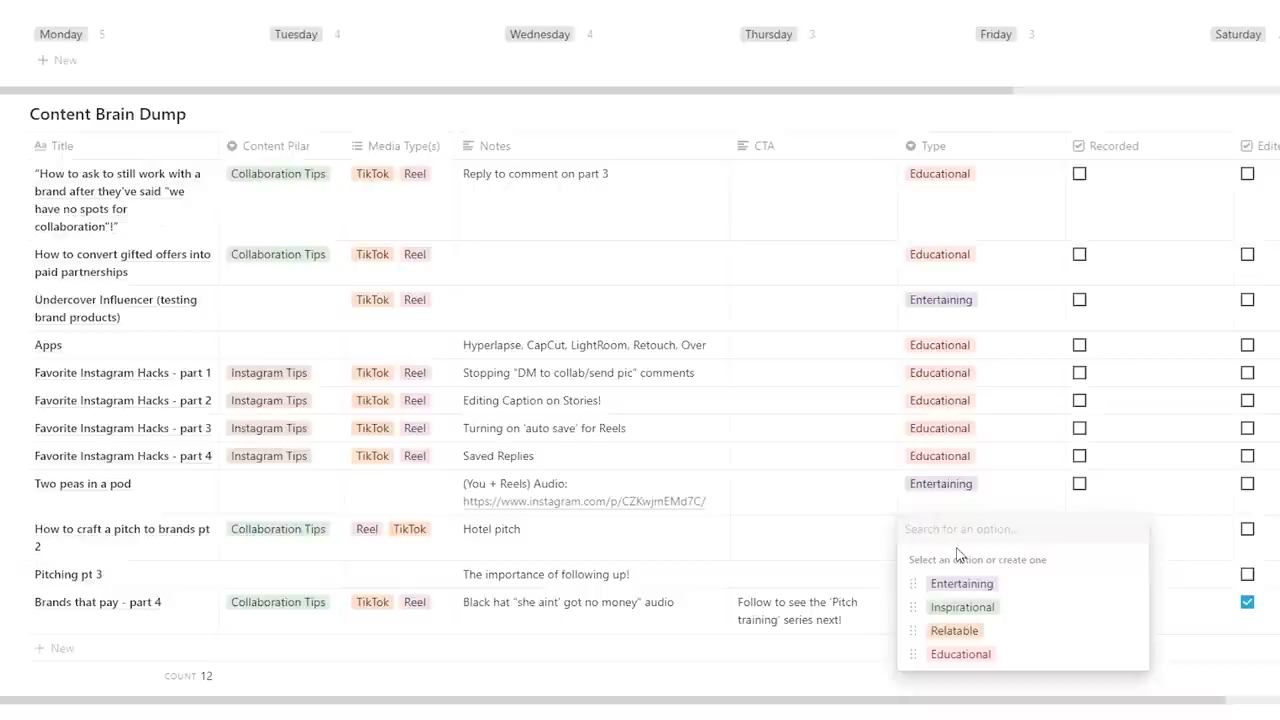 Monday 5 Tuesday 4 Wednesday 4 Thursday 3 Friday 3 Saturday
+ New
Content Brain Dump
Aa Title Content Pilar Media Type(s) Notes CTA Type Recorded Edite
"How to ask to still work with a Collaboration Tips TikTok Reel Reply to comment on part 3 Educational
brand after they've said "we
have no spots for
collaboration"!"
How to convert gifted offers into Collaboration Tips TikTok Reel Educational
paid partnerships
Undercover Influencer (testing TikTok Reel Entertaining
brand products)
Apps Hyperlapse, CapCut, LightRoom, Retouch, Over Educational
Favorite Instagram Hacks - part 1 Instagram Tips TikTok Reel Stopping "DM to collab/send pic" comments Educational
Favorite Instagram Hacks - part 2 Instagram Tips TikTok Reel Editing Caption on Stories! Educational
Favorite Instagram Hacks - part 3 Instagram Tips TikTok Reel Turning on 'auto save' for Reels Educational
Favorite Instagram Hacks - part 4 Instagram Tips TikTok Reel Saved Replies Educational
Two peas in a pod (You + Reels) Audio: Entertaining
https://www.instagram.com/p/CZKwjmEMd7C/
How to craft a pitch to brands pt Collaboration Tips Reel TikTok Hotel pitch Search for an option...
2
Select an option or create one
Pitching pt 3 The importance of following up! Entertaining
Brands that pay - part 4 Collaboration Tips TikTok Reel Black hat "she aint' got no money" audio Follow to see the 'Pitch Inspirational
training' series next!
Relatable
+ New Educational
COUNT 12